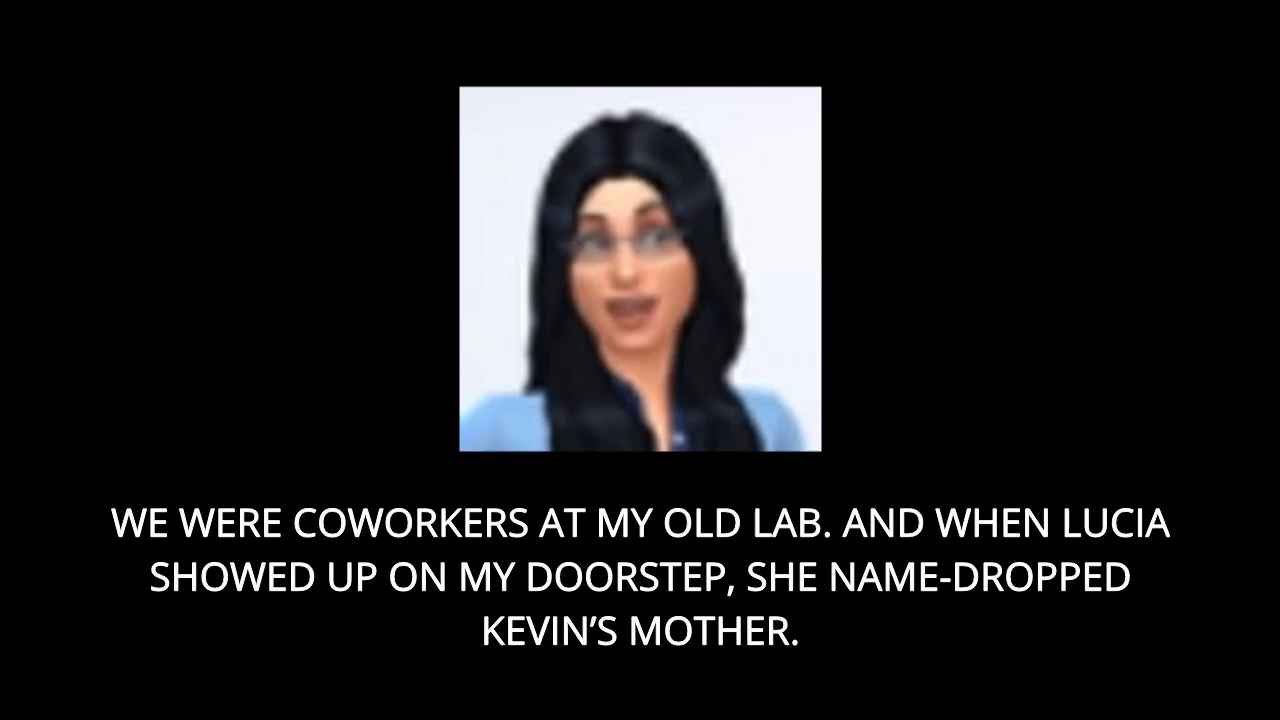 WE WERE COWORKERS AT MY OLD LAB. AND WHEN LUCIA
SHOWED UP ON MY DOORSTEP, SHE NAME-DROPPED
KEVIN’S MOTHER.